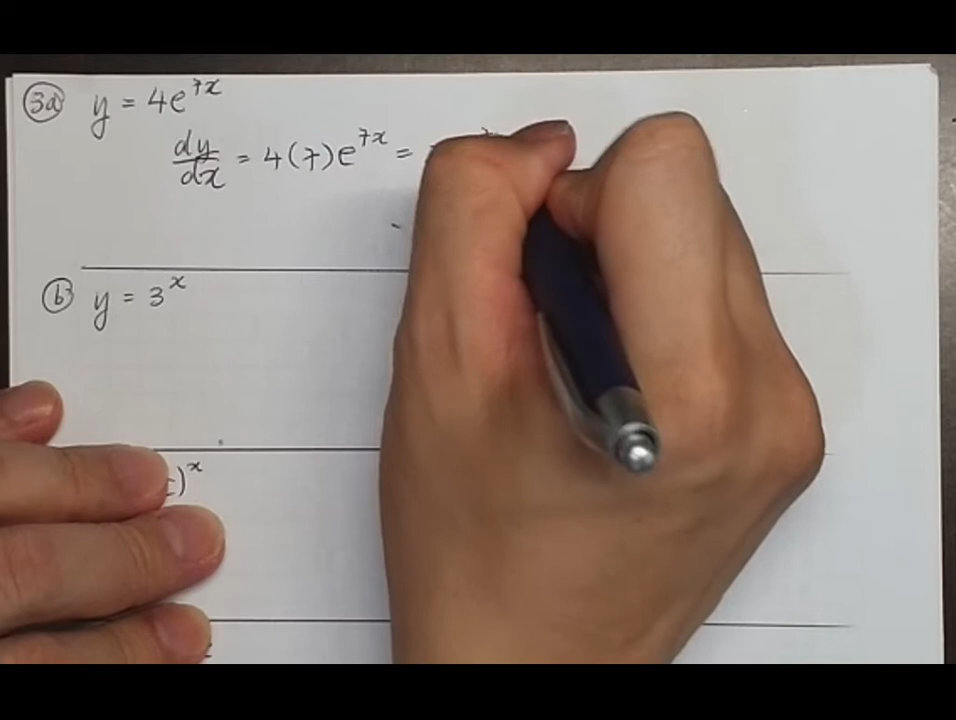 3a y = 4e^{7x}
dy/dx = 4(7)e^{7x} =
b y = 3^x
)^x